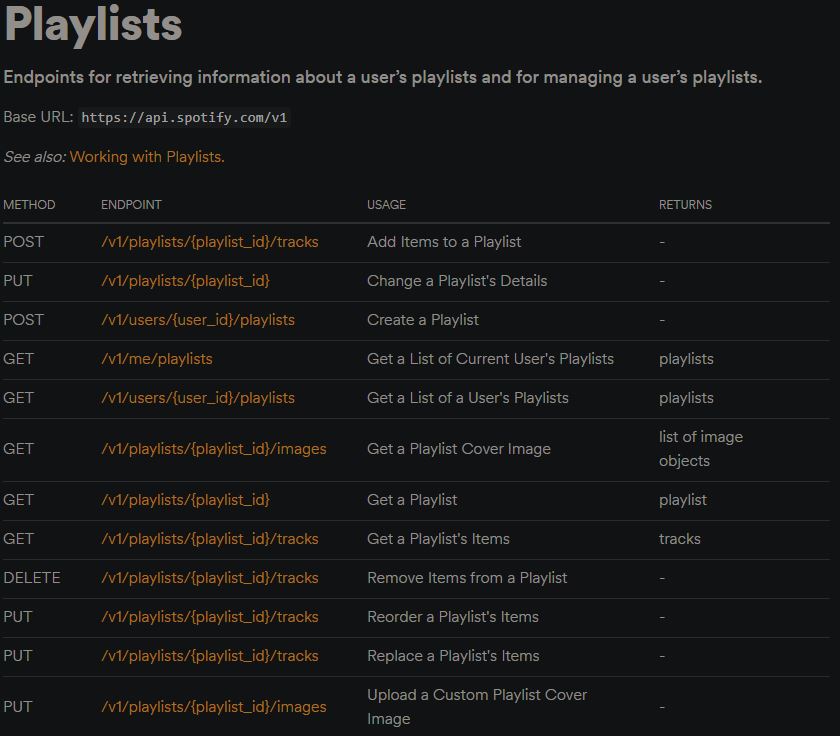 Playlists
Endpoints for retrieving information about a user’s playlists and for managing a user’s playlists.
Base URL: https://api.spotify.com/v1
See also: Working with Playlists.
METHOD ENDPOINT USAGE RETURNS
POST /v1/playlists/{playlist_id}/tracks Add Items to a Playlist -
PUT /v1/playlists/{playlist_id} Change a Playlist's Details -
POST /v1/users/{user_id}/playlists Create a Playlist -
GET /v1/me/playlists Get a List of Current User's Playlists playlists
GET /v1/users/{user_id}/playlists Get a List of a User's Playlists playlists
GET /v1/playlists/{playlist_id}/images Get a Playlist Cover Image list of image
objects
GET /v1/playlists/{playlist_id} Get a Playlist playlist
GET /v1/playlists/{playlist_id}/tracks Get a Playlist's Items tracks
DELETE /v1/playlists/{playlist_id}/tracks Remove Items from a Playlist -
PUT /v1/playlists/{playlist_id}/tracks Reorder a Playlist's Items -
PUT /v1/playlists/{playlist_id}/tracks Replace a Playlist's Items -
PUT /v1/playlists/{playlist_id}/images Upload a Custom Playlist Cover
Image -